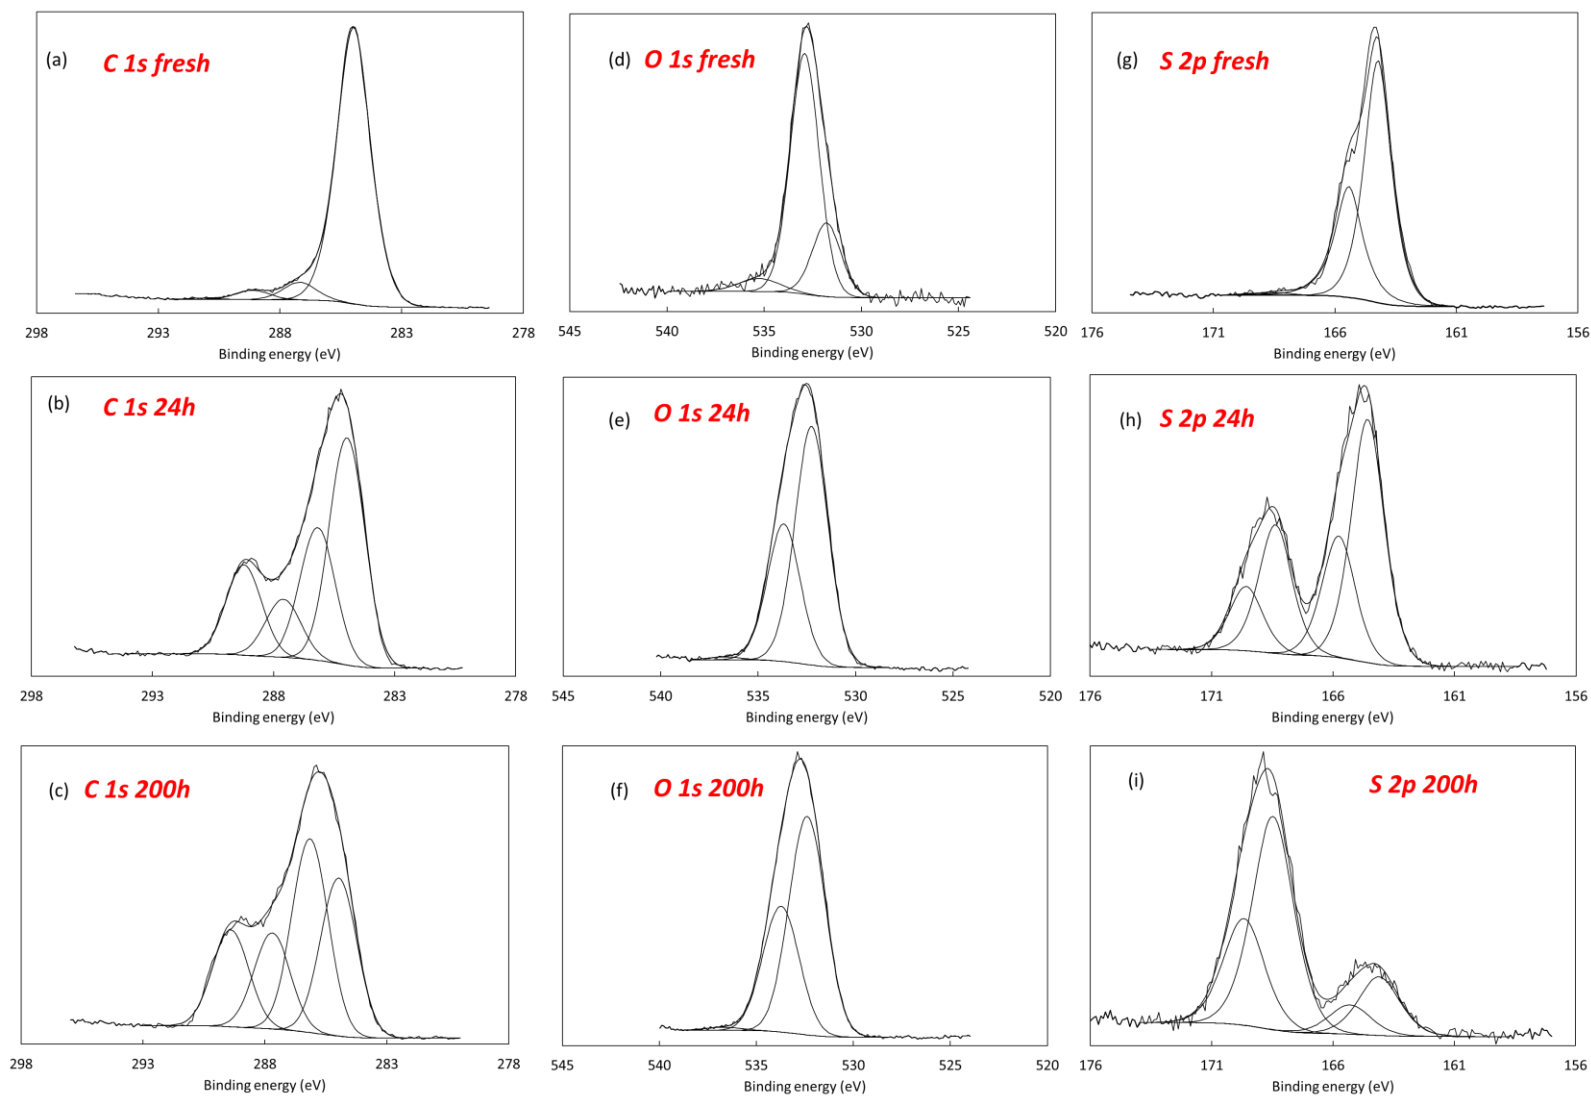 (a) C 1s fresh
298 293 288 283 278
Binding energy (eV)
(d) O 1s fresh
545 540 535 530 525 520
Binding energy (eV)
(g) S 2p fresh
176 171 166 161 156
Binding energy (eV)
(b) C 1s 24h
298 293 288 283 278
Binding energy (eV)
(e) O 1s 24h
545 540 535 530 525 520
Binding energy (eV)
(h) S 2p 24h
176 171 166 161 156
Binding energy (eV)
(c) C 1s 200h
298 293 288 283 278
Binding energy (eV)
(f) O 1s 200h
545 540 535 530 525 520
Binding energy (eV)
(i) S 2p 200h
176 171 166 161 156
Binding energy (eV)